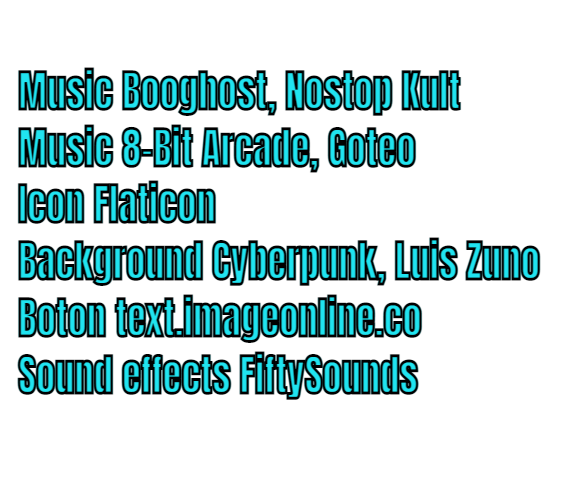 Music Booghost, Nostop Kult
Music 8-Bit Arcade, Goteo
Icon Flaticon
Background Cyberpunk, Luis Zuno
Boton text.imageonline.co
Sound effects FiftySounds